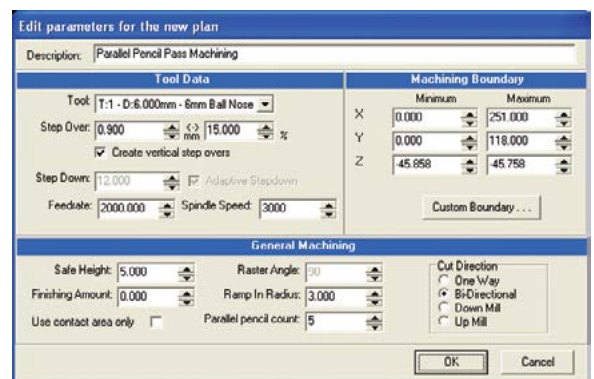 Edit parameters for the new plan
Description: Parallel Pencil Pass Machining
Tool Data
Tool: T:1 - D:6.000mm - 6mm Ball Nose
Step Over: 0.900 <-> mm 15.000 %
Create vertical step overs
Step Down: 12.000 Adaptive Stepdown
Feedrate: 2000.000 Spindle Speed: 3000
Machining Boundary
Minimum Maximum
X 0.000 251.000
Y 0.000 118.000
Z -45.858 -45.758
Custom Boundary . . .
General Machining
Safe Height: 5.000 Raster Angle: 90
Finishing Amount: 0.000 Ramp In Radius: 3.000
Use contact area only Parallel pencil count: 5
Cut Direction
One Way
Bi-Directional
Down Mill
Up Mill
OK Cancel